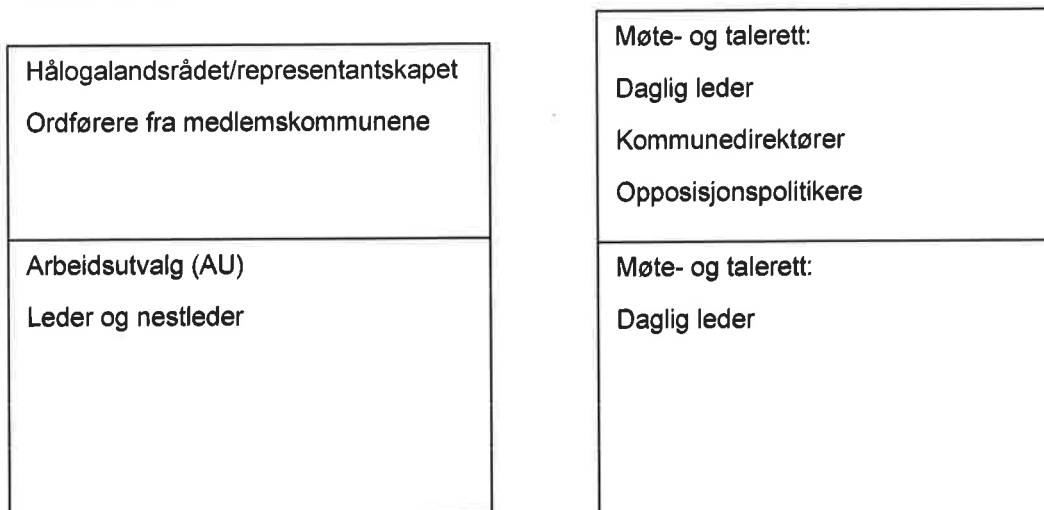 Hålogalandsrådet/representantskapet
Ordførere fra medlemskommunene
Møte- og talerett:
Daglig leder
Kommunedirektører
Opposisjonspolitikere
Arbeidsutvalg (AU)
Leder og nestleder
Møte- og talerett:
Daglig leder